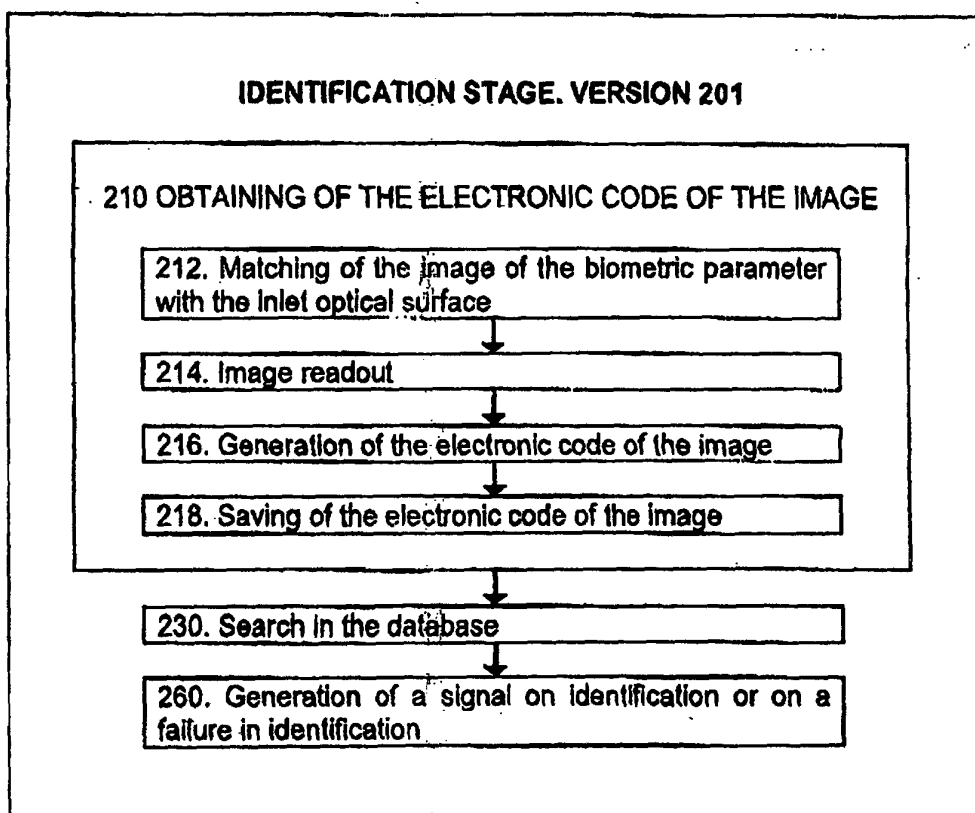 IDENTIFICATION STAGE. VERSION 201
210 OBTAINING OF THE ELECTRONIC CODE OF THE IMAGE
212. Matching of the image of the biometric parameter
with the inlet optical surface
214. Image readout
216. Generation of the electronic code of the image
218. Saving of the electronic code of the image
230. Search in the database
260. Generation of a signal on identification or on a
failure in identification